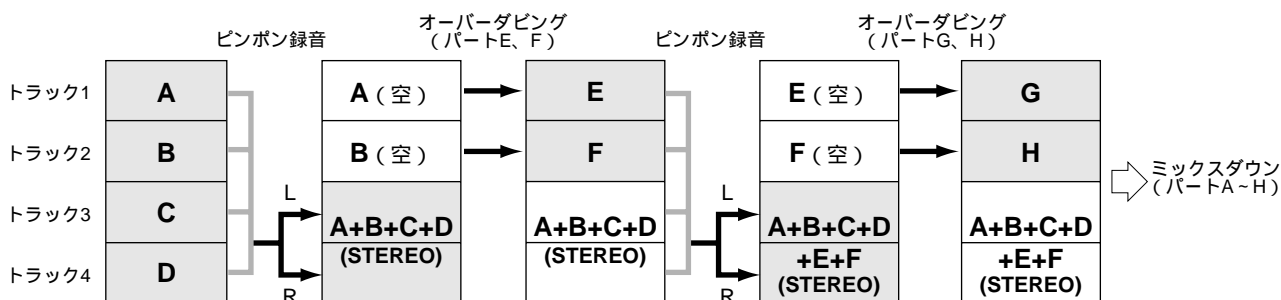 ピンポン録音
オーバーダビング
(パートE、F)
ピンポン録音
オーバーダビング
(パートG、H)
トラック1
A
A(空)
E
E(空)
G
トラック2
B
B(空)
F
F(空)
H
トラック3
C
L
A+B+C+D
A+B+C+D
L
A+B+C+D
A+B+C+D
トラック4
D
R
(STEREO)
(STEREO)
R
+E+F
(STEREO)
+E+F
(STEREO)
ミックスダウン
(パートA~H)